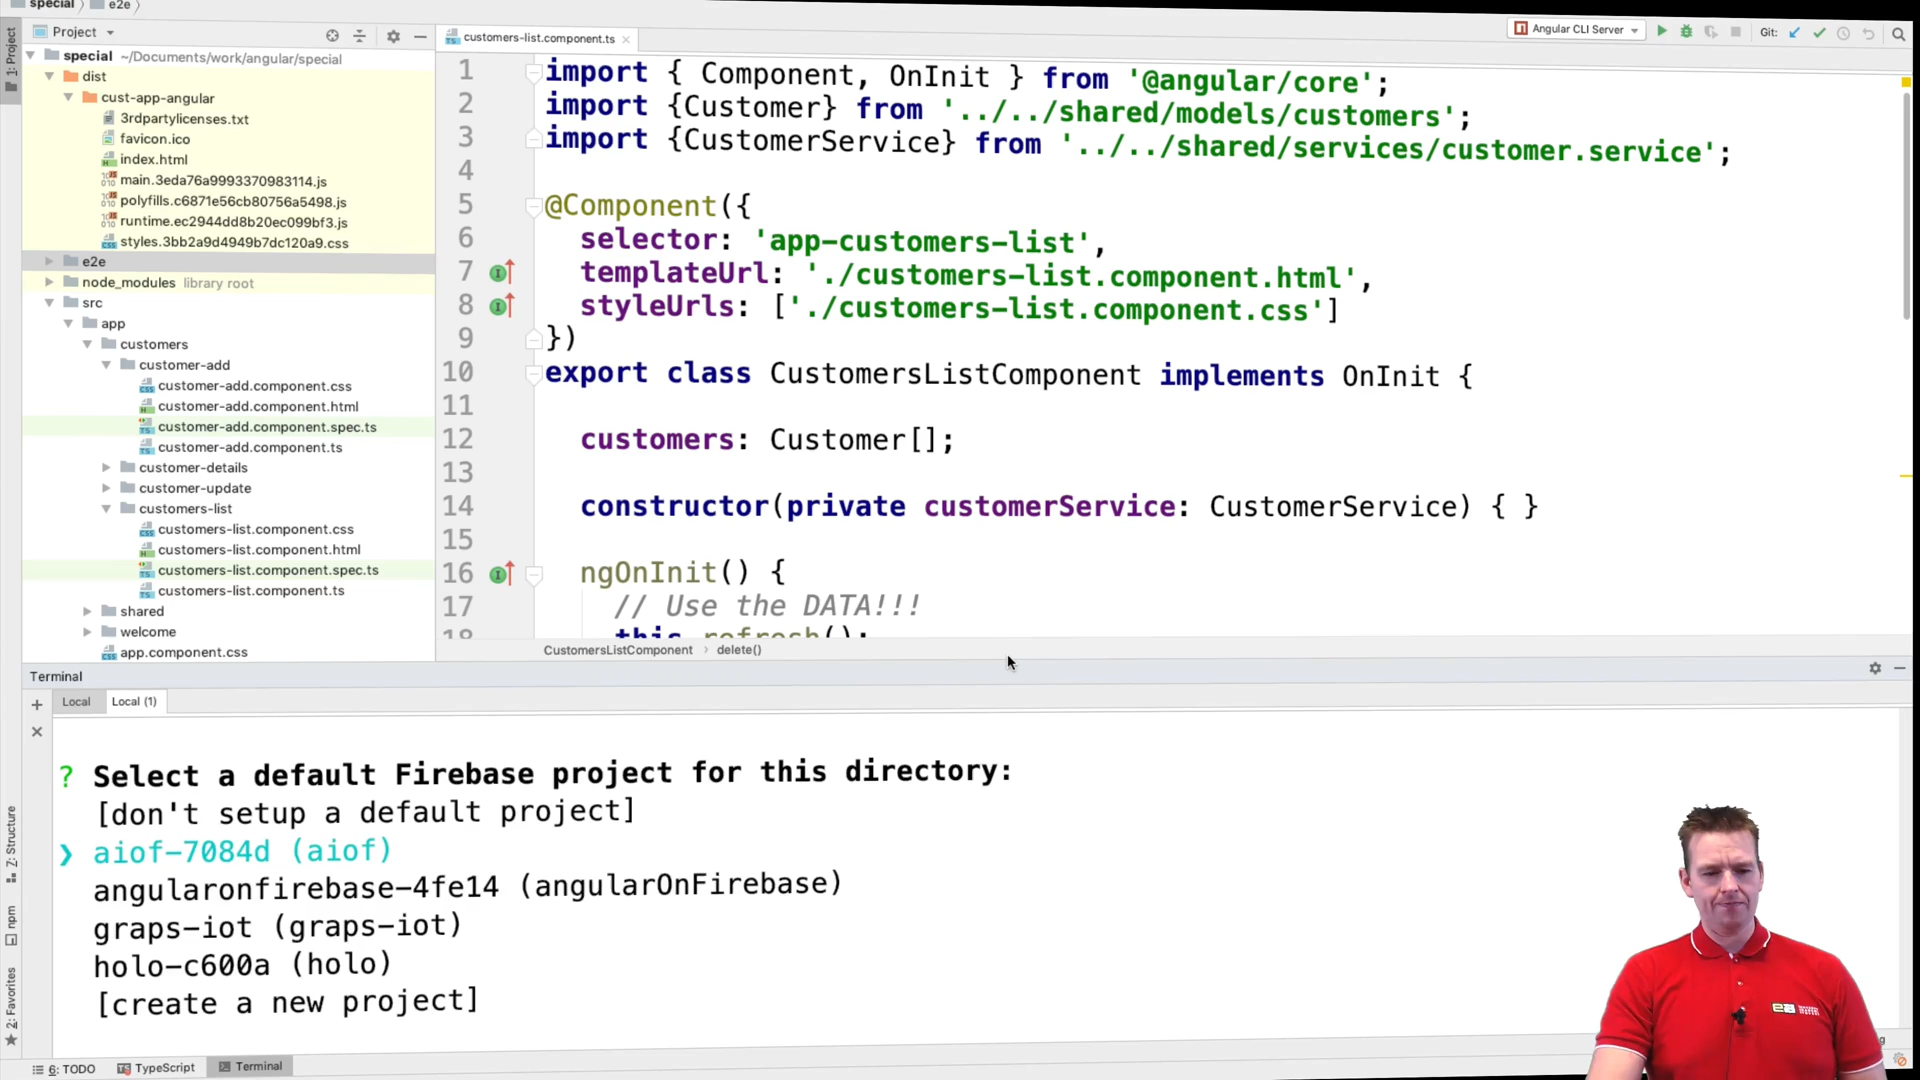 special
e2e
Project
Angular CLI Server
Git:
1: Project
special ~/Documents/work/angular/special
dist
cust-app-angular
3rdpartylicenses.txt
favicon.ico
index.html
main.3eda76a9993370983114.js
polyfills.c6871e56cb80756a5498.js
runtime.ec2944dd8b20ec099bf3.js
styles.3bb2a9d4949b7dc120a9.css
e2e
node_modules library root
src
app
customers
customer-add
customer-add.component.css
customer-add.component.html
customer-add.component.spec.ts
customer-add.component.ts
customer-details
customer-update
customers-list
customers-list.component.css
customers-list.component.html
customers-list.component.spec.ts
customers-list.component.ts
shared
welcome
app.component.css
customers-list.component.ts
1 import { Component, OnInit } from '@angular/core';
2 import {Customer} from '../../shared/models/customers';
3 import {CustomerService} from '../../shared/services/customer.service';
4
5 @Component({
6 selector: 'app-customers-list',
7 templateUrl: './customers-list.component.html',
8 styleUrls: ['./customers-list.component.css']
9 })
10 export class CustomersListComponent implements OnInit {
11
12 customers: Customer[];
13
14 constructor(private customerService: CustomerService) { }
15
16 ngOnInit() {
17 // Use the DATA!!!
18 this.refresh();
CustomersListComponent › delete()
Terminal
Local
Local (1)
? Select a default Firebase project for this directory:
[don't setup a default project]
❯ aiof-7084d (aiof)
angularonfirebase-4fe14 (angularOnFirebase)
graps-iot (graps-iot)
holo-c600a (holo)
[create a new project]
Z: Structure
npm
2: Favorites
6: TODO
TypeScript
Terminal